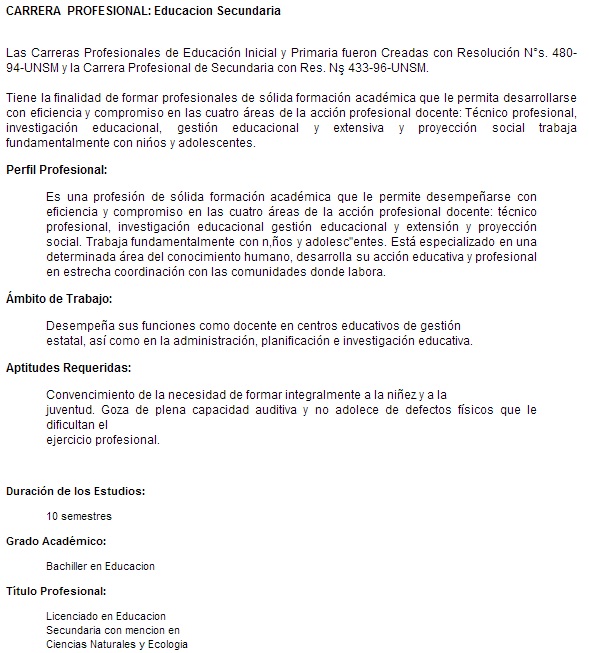 CARRERA PROFESIONAL: Educacion Secundaria
Las Carreras Profesionales de Educación Inicial y Primaria fueron Creadas con Resolución N°s. 480-
94-UNSM y la Carrera Profesional de Secundaria con Res. Nş 433-96-UNSM.
Tiene la finalidad de formar profesionales de sólida formación académica que le permita desarrollarse
con eficiencia y compromiso en las cuatro áreas de la acción profesional docente: Técnico profesional,
investigación educacional, gestión educacional y extensiva y proyección social trabaja
fundamentalmente con nińos y adolescentes.
Perfil Profesional:
Es una profesión de sólida formación académica que le permite desempeñarse con
eficiencia y compromiso en las cuatro áreas de la acción profesional docente: técnico
profesional, investigación educacional gestión educacional y extensión y proyección
social. Trabaja fundamentalmente con n,ños y adolesc"entes. Está especializado en una
determinada área del conocimiento humano, desarrolla su acción educativa y profesional
en estrecha coordinación con las comunidades donde labora.
Ámbito de Trabajo:
Desempeña sus funciones como docente en centros educativos de gestión
estatal, así como en la administración, planificación e investigación educativa.
Aptitudes Requeridas:
Convencimiento de la necesidad de formar integralmente a la niñez y a la
juventud. Goza de plena capacidad auditiva y no adolece de defectos físicos que le
dificultan el
ejercicio profesional.
Duración de los Estudios:
10 semestres
Grado Académico:
Bachiller en Educacion
Título Profesional:
Licenciado en Educacion
Secundaria con mencion en
Ciencias Naturales y Ecologia